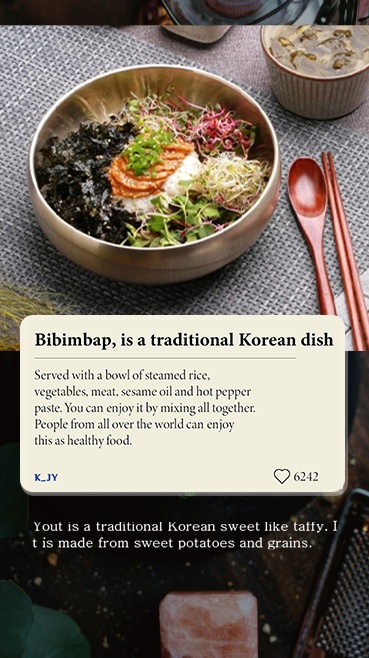 Bibimbap, is a traditional Korean dish
Served with a bowl of steamed rice,
vegetables, meat, sesame oil and hot pepper
paste. You can enjoy it by mixing all together.
People from all over the world can enjoy
this as healthy food.
K_JY
6242
Yout is a traditional Korean sweet like taffy. I
t is made from sweet potatoes and grains.